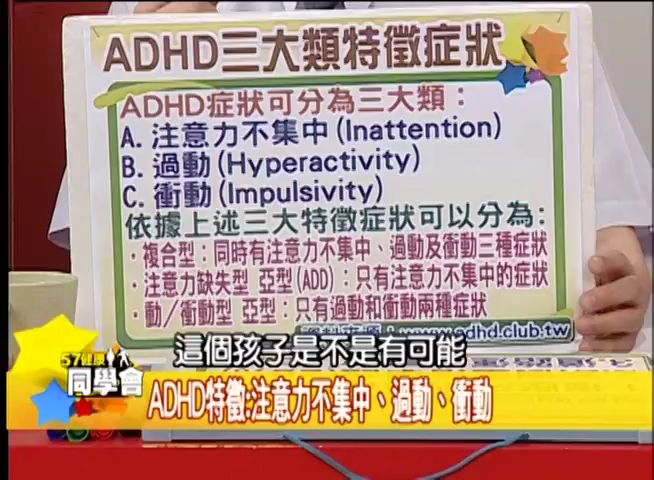 ADHD三大類特徵症狀
ADHD症狀可分為三大類：
A. 注意力不集中(Inattention)
B. 過動(Hyperactivity)
C. 衝動(Impulsivity)
依據上述三大特徵症狀可以分為：
·複合型：同時有注意力不集中、過動及衝動三種症狀
·注意力缺失型 亞型(ADD)：只有注意力不集中的症狀
·動／衝動型 亞型：只有過動和衝動兩種症狀
www.adhd.club.tw
這個孩子是不是有可能
57健康
同學會
ADHD特徵:注意力不集中、過動、衝動